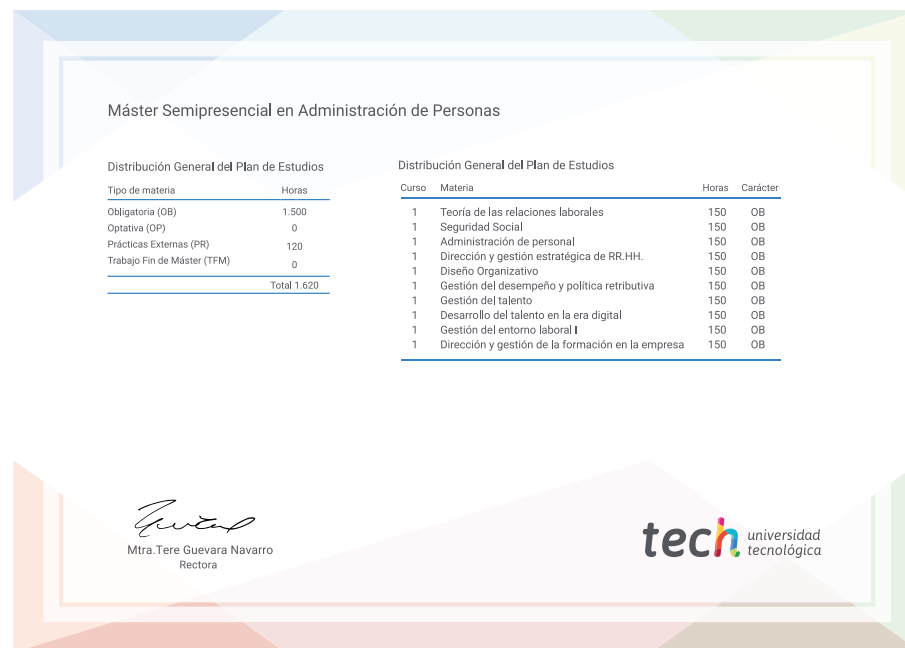 Máster Semipresencial en Administración de Personas
Distribución General del Plan de Estudios
Tipo de materia Horas
Obligatoria (OB) 1.500
Optativa (OP) 0
Prácticas Externas (PR) 120
Trabajo Fin de Máster (TFM) 0
Total 1.620
Distribución General del Plan de Estudios
Curso Materia Horas Carácter
1 Teoría de las relaciones laborales 150 OB
1 Seguridad Social 150 OB
1 Administración de personal 150 OB
1 Dirección y gestión estratégica de RR.HH. 150 OB
1 Diseño Organizativo 150 OB
1 Gestión del desempeño y política retributiva 150 OB
1 Gestión del talento 150 OB
1 Desarrollo del talento en la era digital 150 OB
1 Gestión del entorno laboral I 150 OB
1 Dirección y gestión de la formación en la empresa 150 OB
Mtra.Tere Guevara Navarro
Rectora
tech universidad
tecnológica